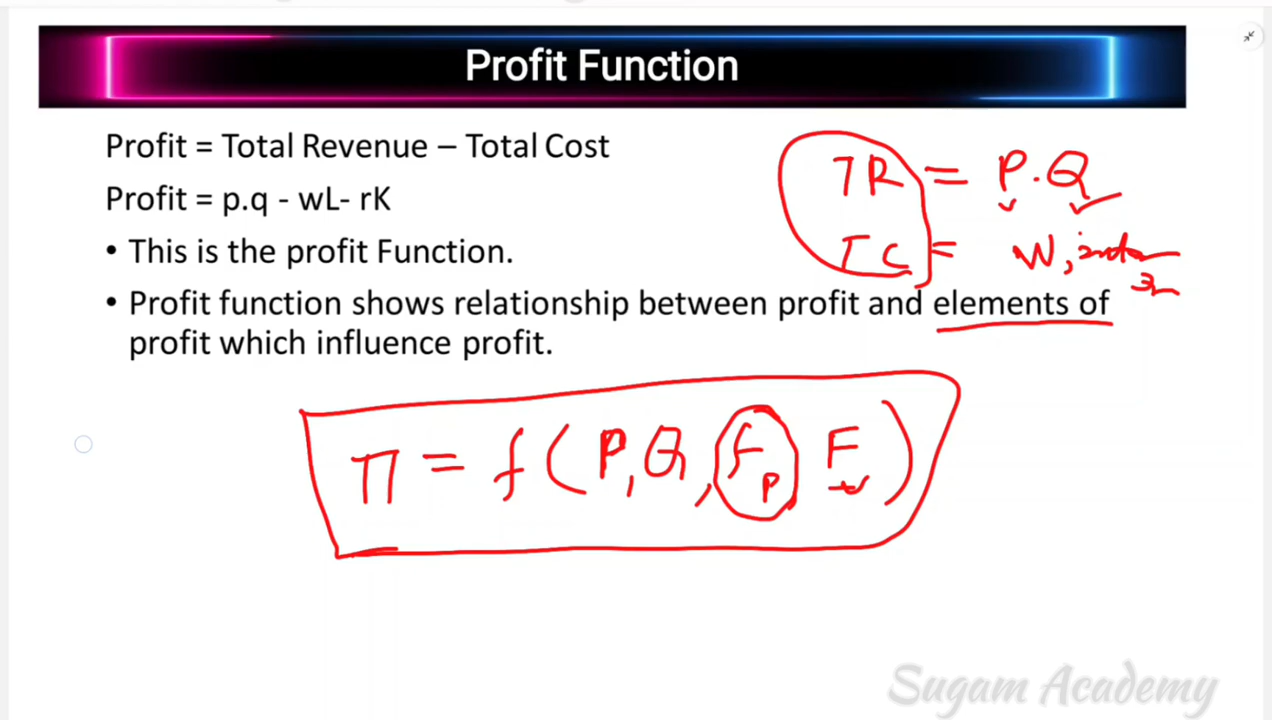 Profit Function
Profit = Total Revenue – Total Cost
Profit = p.q - wL- rK
• This is the profit Function.
• Profit function shows relationship between profit and elements of
profit which influence profit.
TR = P.Q
TC = W,
π = f(P, Q, Fp F)
Sugam Academy